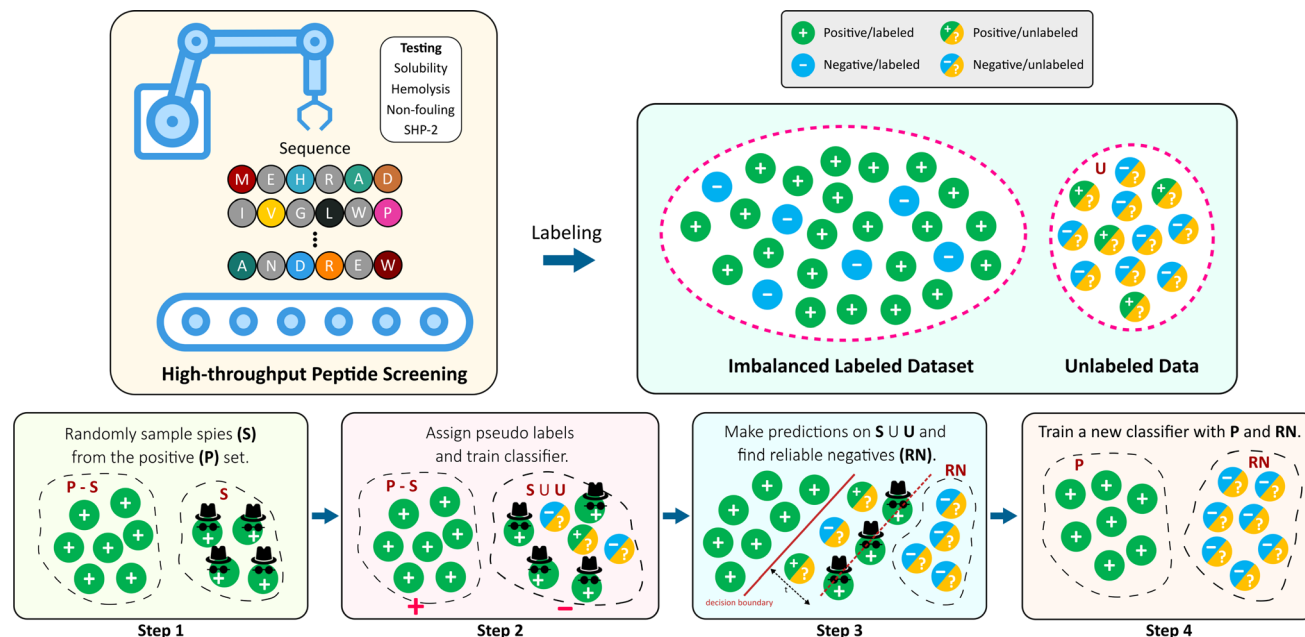 Testing
Solubility
Hemolysis
Non-fouling
SHP-2
Sequence
M E H R A D
I V G L W P
A N D R E W
High-throughput Peptide Screening
Labeling
+ Positive/labeled
+ ? Positive/unlabeled
- Negative/labeled
- ? Negative/unlabeled
U
Imbalanced Labeled Dataset
Unlabeled Data
Randomly sample spies (S)
from the positive (P) set.
P - S
S
Step 1
Assign pseudo labels
and train classifier.
P - S
S U U
+
−
Step 2
Make predictions on S U U and
find reliable negatives (RN).
RN
decision boundary
t
Step 3
Train a new classifier with P and RN.
P
RN
Step 4